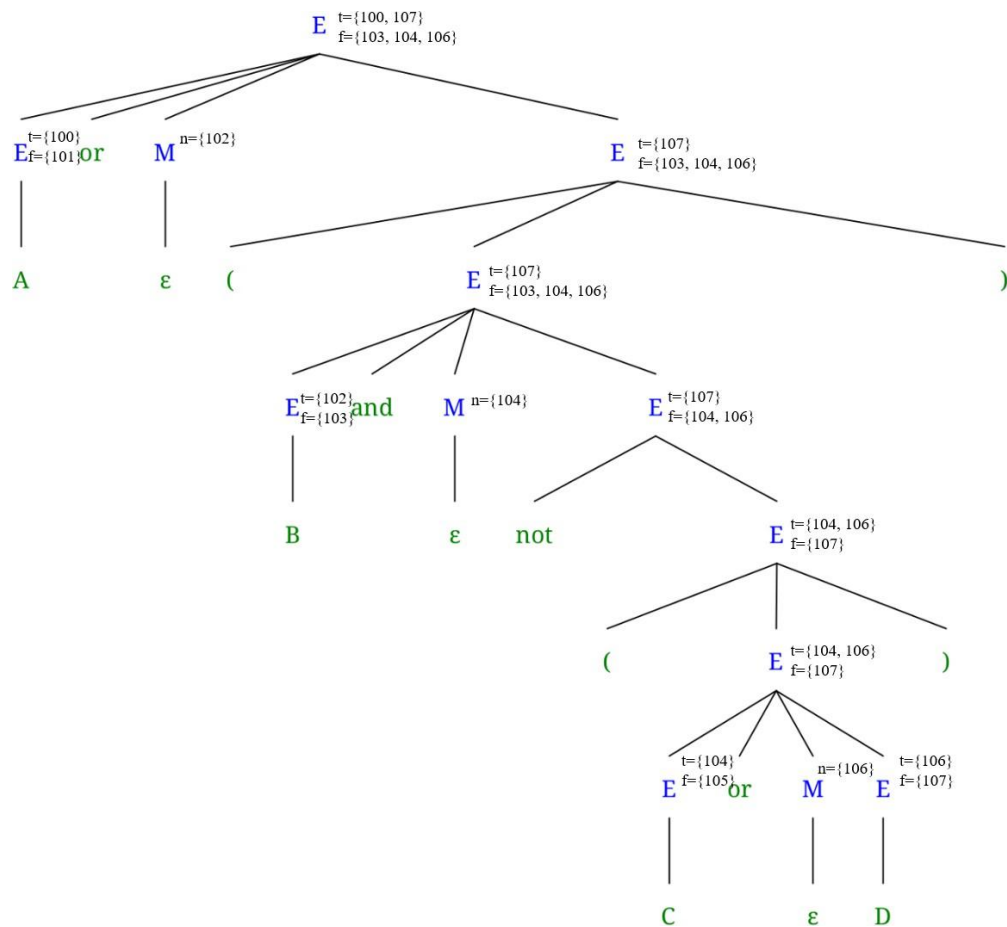 E t={100, 107}
f={103, 104, 106}
E t={100} f={101} or M n={102} E t={107}
f={103, 104, 106}
A ε ( E t={107} )
f={103, 104, 106}
E t={102} f={103} and M n={104} E t={107}
f={104, 106}
B ε not E t={104, 106}
f={107}
( E t={104, 106} )
f={107}
E t={104} f={105} or M n={106} E t={106}
f={107}
C ε D